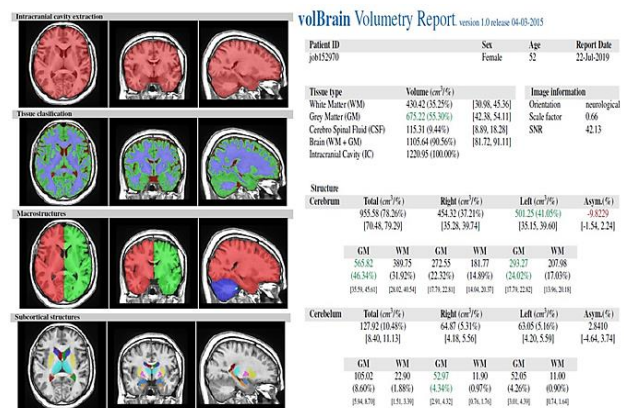 Intracranial cavity extraction
Tissue clasification
Macrostructures
Subcortical structures
volBrain Volumetry Report. version 1.0 release 04-03-2015
Patient ID Sex Age Report Date
job152970 Female 52 22-Jul-2019
Tissue type Volume (cm³/%) Image information
White Matter (WM) 430.42 (35.25%) [30.98, 45.36] Orientation neurological
Grey Matter (GM) 675.22 (55.30%) [42.38, 54.11] Scale factor 0.66
Cerebro Spinal Fluid (CSF) 115.31 (9.44%) [8.89, 18.28] SNR 42.13
Brain (WM + GM) 1105.64 (90.56%) [81.72, 91.11]
Intracranial Cavity (IC) 1220.95 (100.00%)
Structure
Cerebrum Total (cm³/%) Right (cm³/%) Left (cm³/%) Asym.(%)
955.58 (78.26%) 454.32 (37.21%) 501.25 (41.05%) -9.8229
[70.48, 79.29] [35.28, 39.74] [35.15, 39.60] [-1.54, 2.24]
GM WM GM WM GM WM
565.82 389.75 272.55 181.77 293.27 207.98
(46.34%) (31.92%) (22.32%) (14.89%) (24.02%) (17.03%)
[17.79, 22.82]
Cerebelum Total (cm³/%) Right (cm³/%) Left (cm³/%) Asym.(%)
127.92 (10.48%) 64.87 (5.31%) 63.05 (5.16%) 2.8410
[8.40, 11.13] [4.18, 5.56] [4.20, 5.59] [-4.64, 3.74]
GM WM GM WM GM WM
105.02 22.90 52.97 11.90 52.05 11.00
(8.60%) (1.88%) (4.34%) (0.97%) (4.26%) (0.90%)